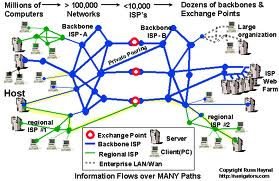 Millions of Computers
> 100,000 Networks
<10,000 ISP's
Dozens of backbones & Exchange Points
Backbone ISP - A
Backbone ISP - B
Private Peering
Large organization
ISP Web Farm
Host
regional ISP #1
regional ISP #2
Exchange Point
Backbone ISP
Regional ISP
Enterprise LAN/Wan
Server
Client(PC)
Information Flows over MANY Paths